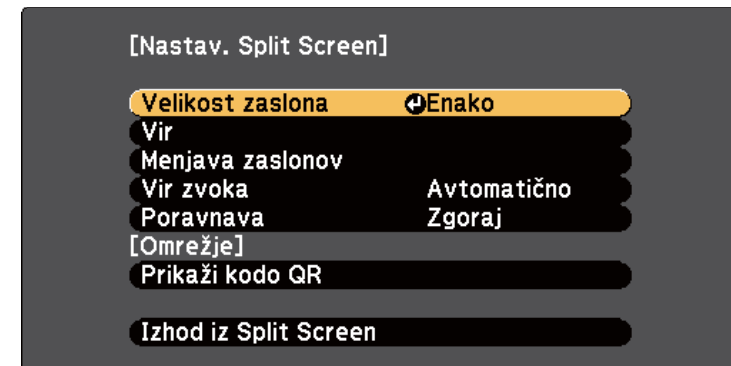 [Nastav. Split Screen]
Velikost zaslona Enako
Vir
Menjava zaslonov
Vir zvoka Avtomatično
Poravnava Zgoraj
[Omrežje]
Prikaži kodo QR
Izhod iz Split Screen